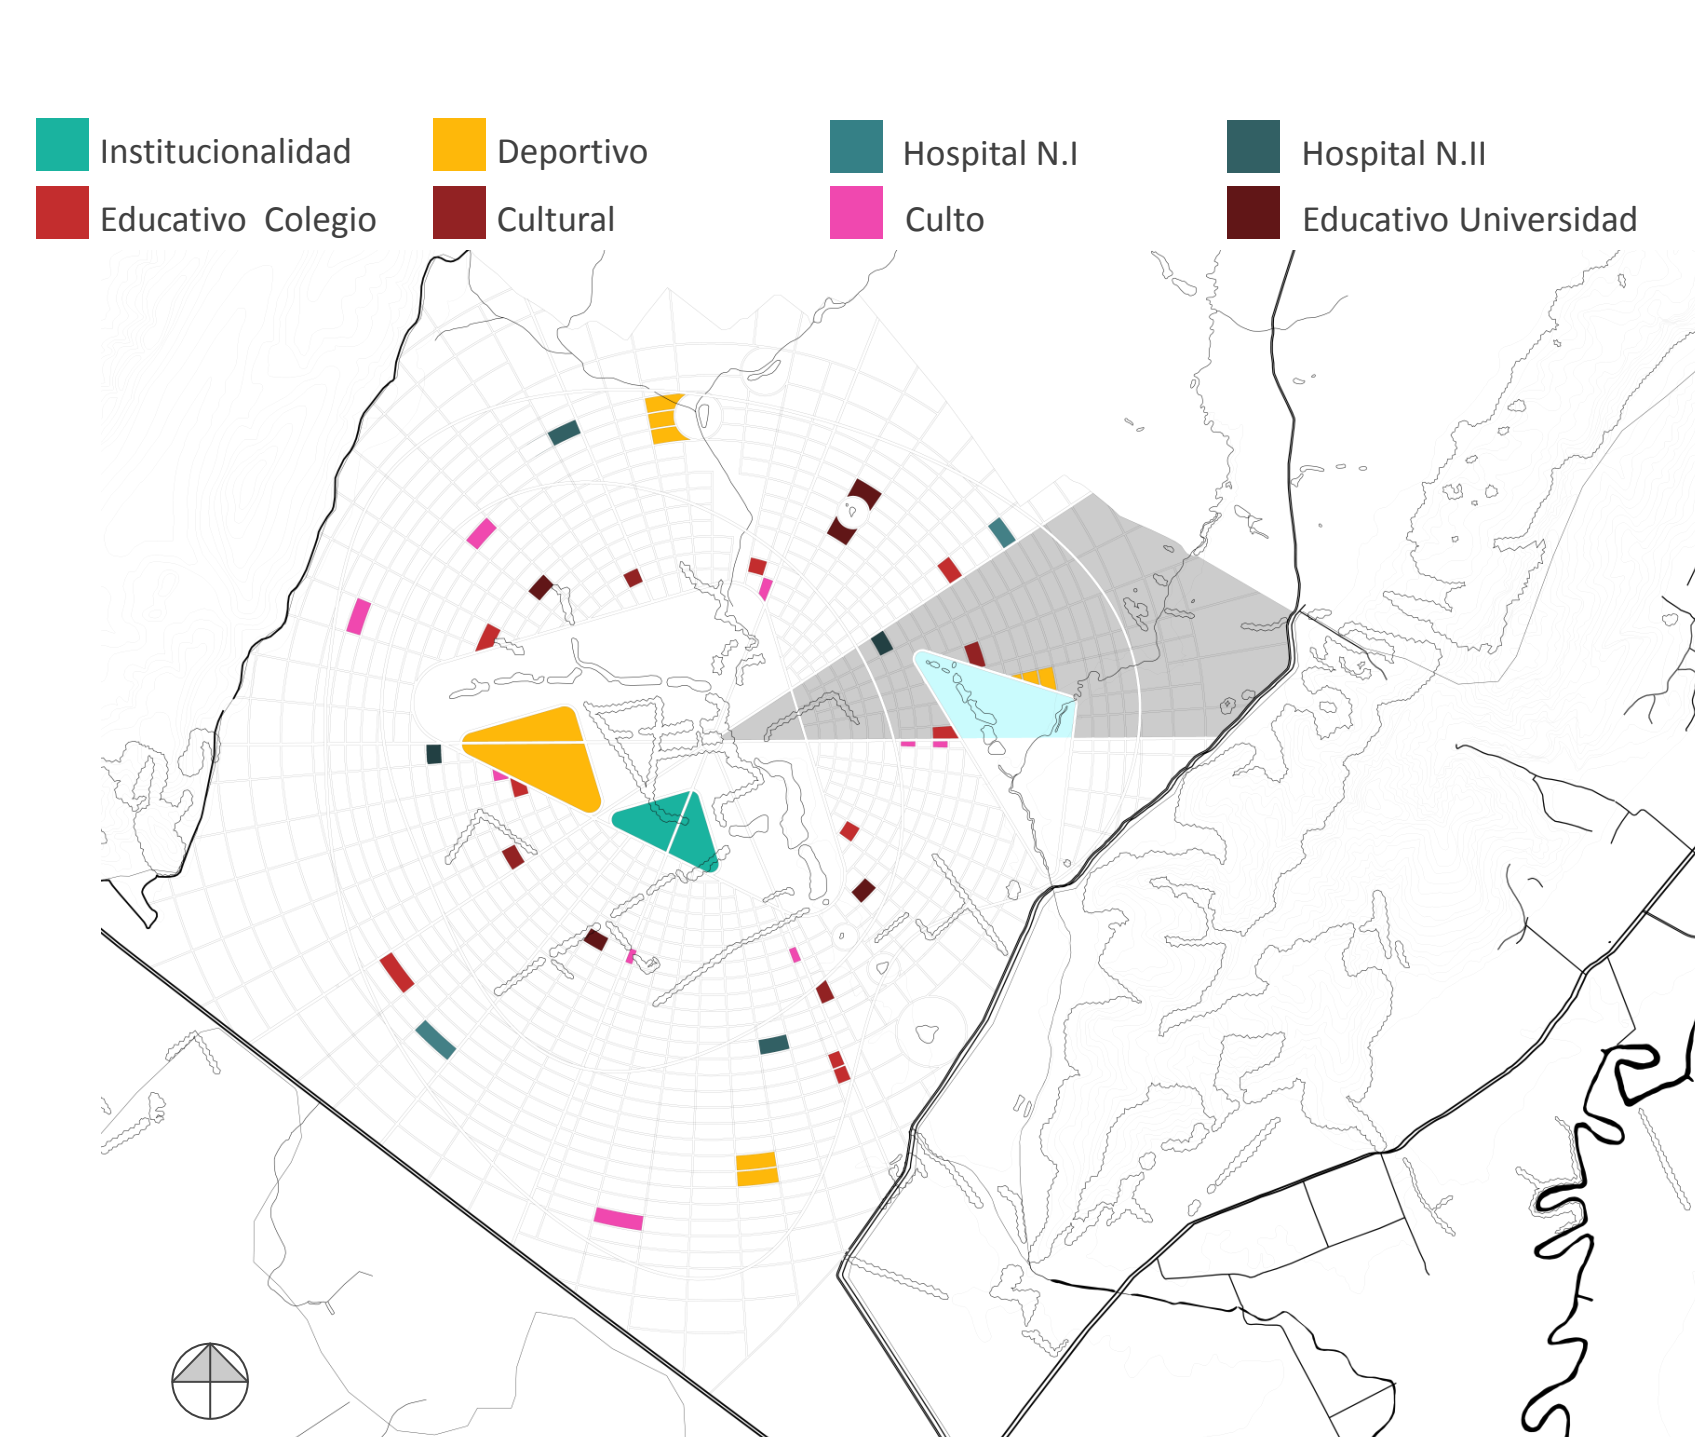 Institucionalidad Deportivo Hospital N.I Hospital N.II
Educativo Colegio Cultural Culto Educativo Universidad